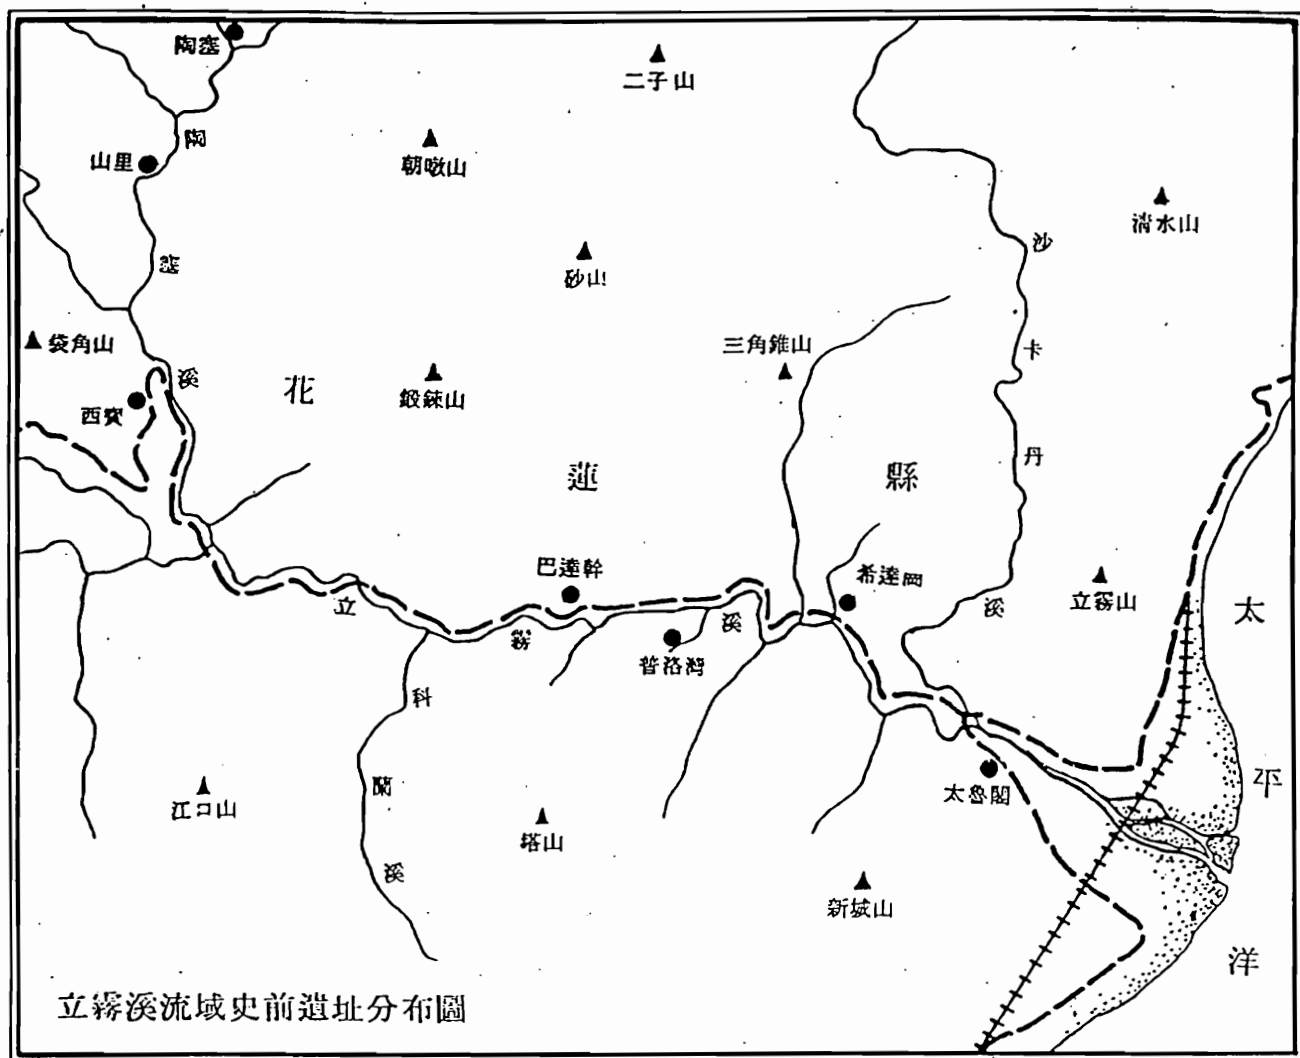 陶塞
二子山
陶
山里
朝暾山
清水山
沙
塞
砂山
袋角山
三角錐山
卡
溪
西寶
花
鍛鍊山
蓮
縣
丹
巴達幹
希達岡
立
立霧山
太
溪
霧
溪
普洛灣
科
蘭
江口山
太魯閣
平
塔山
溪
新城山
洋
立霧溪流域史前遺址分布圖